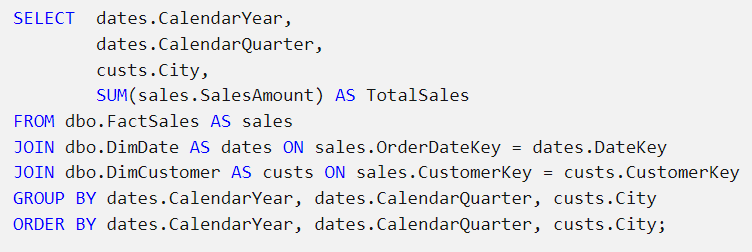 SELECT  dates.CalendarYear,
        dates.CalendarQuarter,
        custs.City,
        SUM(sales.SalesAmount) AS TotalSales
FROM dbo.FactSales AS sales
JOIN dbo.DimDate AS dates ON sales.OrderDateKey = dates.DateKey
JOIN dbo.DimCustomer AS custs ON sales.CustomerKey = custs.CustomerKey
GROUP BY dates.CalendarYear, dates.CalendarQuarter, custs.City
ORDER BY dates.CalendarYear, dates.CalendarQuarter, custs.City;